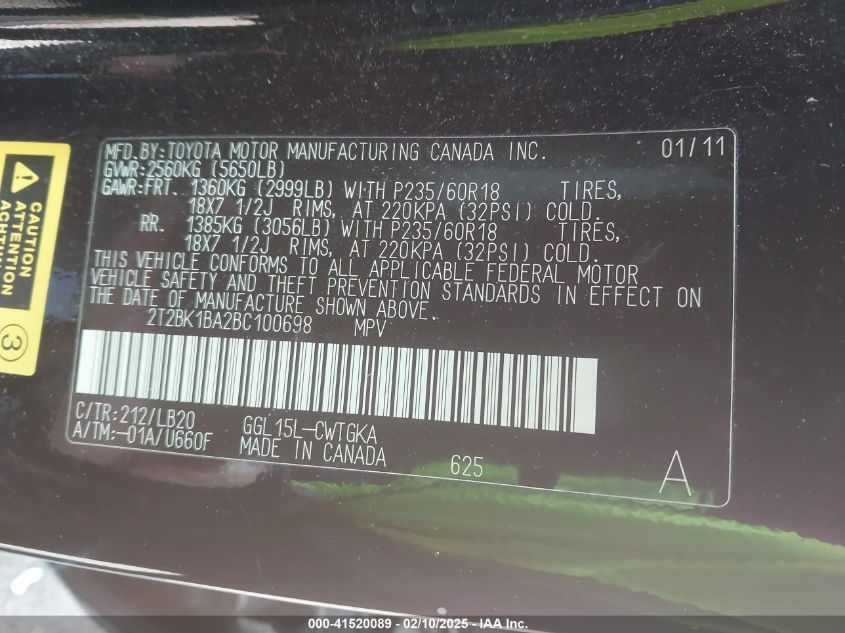 MFD.BY:TOYOTA MOTOR MANUFACTURING CANADA INC. 01/11
GVWR:2560KG (5650LB)
GAWR:FRT. 1360KG (2999LB) WITH P235/60R18 TIRES,
18X7 1/2J RIMS, AT 220KPA (32PSI) COLD.
RR. 1385KG (3056LB) WITH P235/60R18 TIRES,
18X7 1/2J RIMS, AT 220KPA (32PSI) COLD.
THIS VEHICLE CONFORMS TO ALL APPLICABLE FEDERAL MOTOR
VEHICLE SAFETY AND THEFT PREVENTION STANDARDS IN EFFECT ON
THE DATE OF MANUFACTURE SHOWN ABOVE.
2T2BK1BA2BC100698 MPV
C/TR:212/LB20 GGL15L-CWTGKA
A/TM:-01A/U660F MADE IN CANADA 625 A
CAUTION
ATTENTION
3
000-41520089 - 02/10/2025 - IAA Inc.